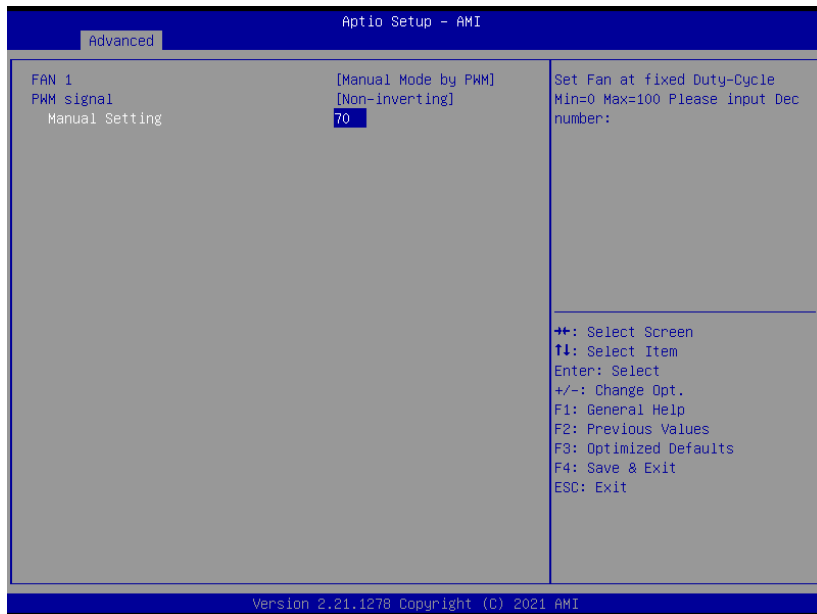 Aptio Setup – AMI
Advanced
FAN 1 [Manual Mode by PWM]
PWM signal [Non-inverting]
Manual Setting 70
Set Fan at fixed Duty-Cycle
Min=0 Max=100 Please input Dec
number:
→←: Select Screen
↑↓: Select Item
Enter: Select
+/-: Change Opt.
F1: General Help
F2: Previous Values
F3: Optimized Defaults
F4: Save & Exit
ESC: Exit
Version 2.21.1278 Copyright (C) 2021 AMI